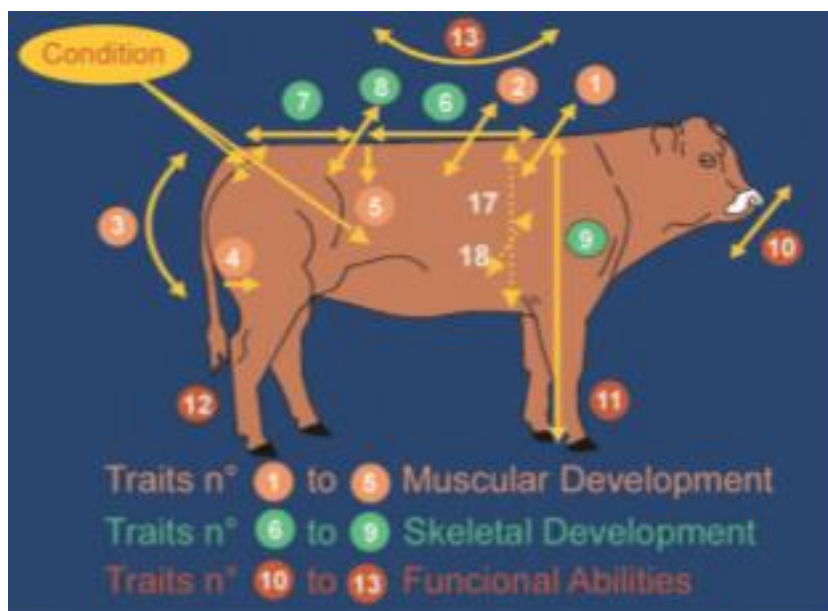 13
Condition
7 8 6 2 1
3 5 17
4 18 9 10
12 11
Traits n° 1 to 5 Muscular Development
Traits n° 6 to 9 Skeletal Development
Traits n° 10 to 13 Funcional Abilities